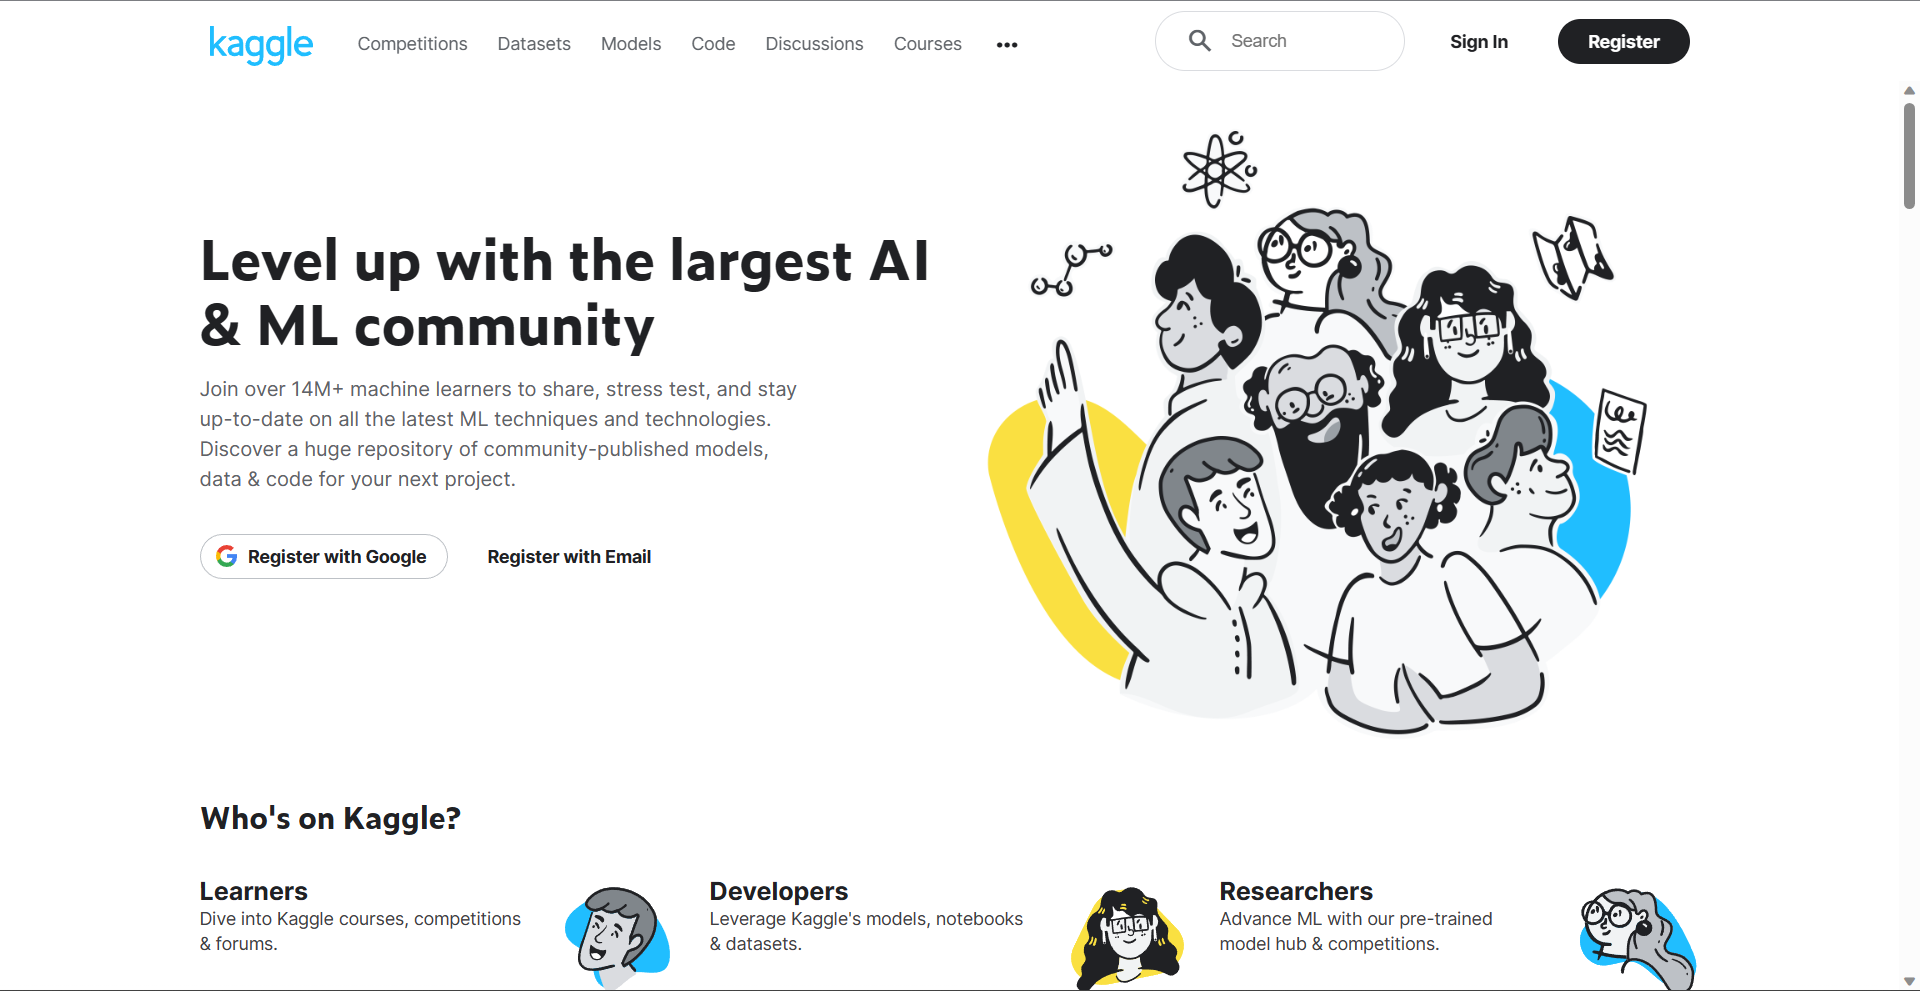 kaggle
Competitions
Datasets
Models
Code
Discussions
Courses
•••
Search
Sign In
Register
Level up with the largest AI
& ML community
Join over 14M+ machine learners to share, stress test, and stay
up-to-date on all the latest ML techniques and technologies.
Discover a huge repository of community-published models,
data & code for your next project.
Register with Google
Register with Email
Who's on Kaggle?
Learners
Dive into Kaggle courses, competitions
& forums.
Developers
Leverage Kaggle's models, notebooks
& datasets.
Researchers
Advance ML with our pre-trained
model hub & competitions.